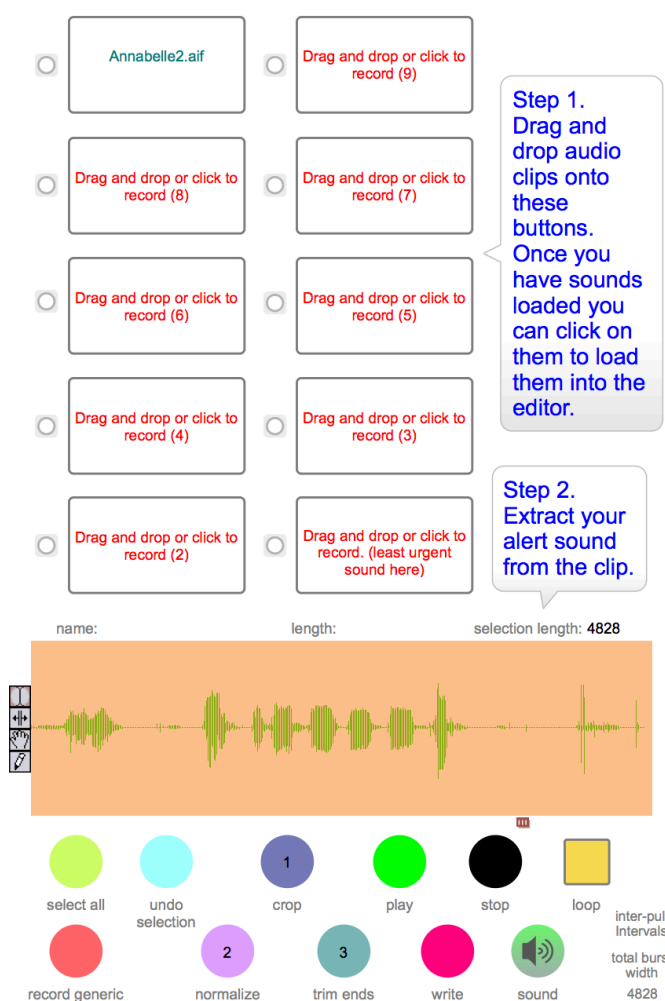 Annabelle2.aif
Drag and drop or click to
record (9)
Drag and drop or click to
record (8)
Drag and drop or click to
record (7)
Drag and drop or click to
record (6)
Drag and drop or click to
record (5)
Drag and drop or click to
record (4)
Drag and drop or click to
record (3)
Drag and drop or click to
record (2)
Drag and drop or click to
record. (least urgent
sound here)
Step 1.
Drag and
drop audio
clips onto
these
buttons.
Once you
have sounds
loaded you
can click on
them to load
them into the
editor.
Step 2.
Extract your
alert sound
from the clip.
name:
length:
selection length: 4828
1
select all
undo
selection
crop
play
stop
loop
2
3
record generic
normalize
trim ends
write
sound
inter-pul
Intervals
total burs
width
4828